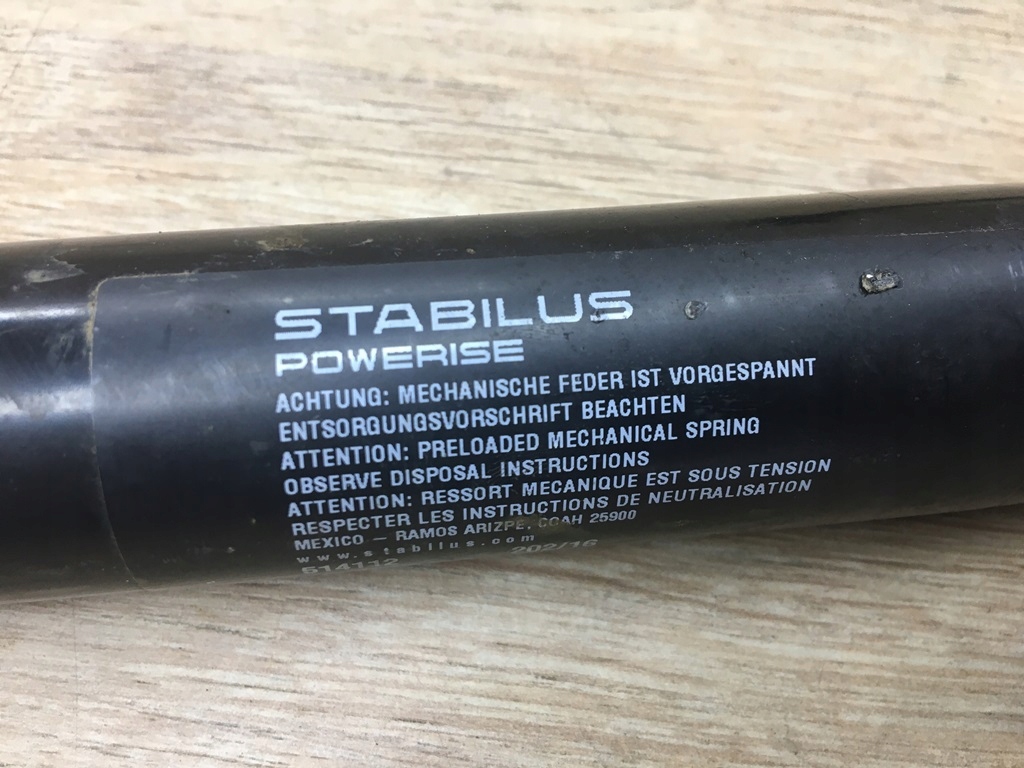 STABILUS
POWERISE
ACHTUNG: MECHANISCHE FEDER IST VORGESPANNT
ENTSORGUNGSVORSCHRIFT BEACHTEN
ATTENTION: PRELOADED MECHANICAL SPRING
OBSERVE DISPOSAL INSTRUCTIONS
ATTENTION: RESSORT MECANIQUE EST SOUS TENSION
RESPECTER LES INSTRUCTIONS DE NEUTRALISATION
MEXICO - RAMOS ARIZPE, COAH 25900
www.stabilus.com
514112 202/16